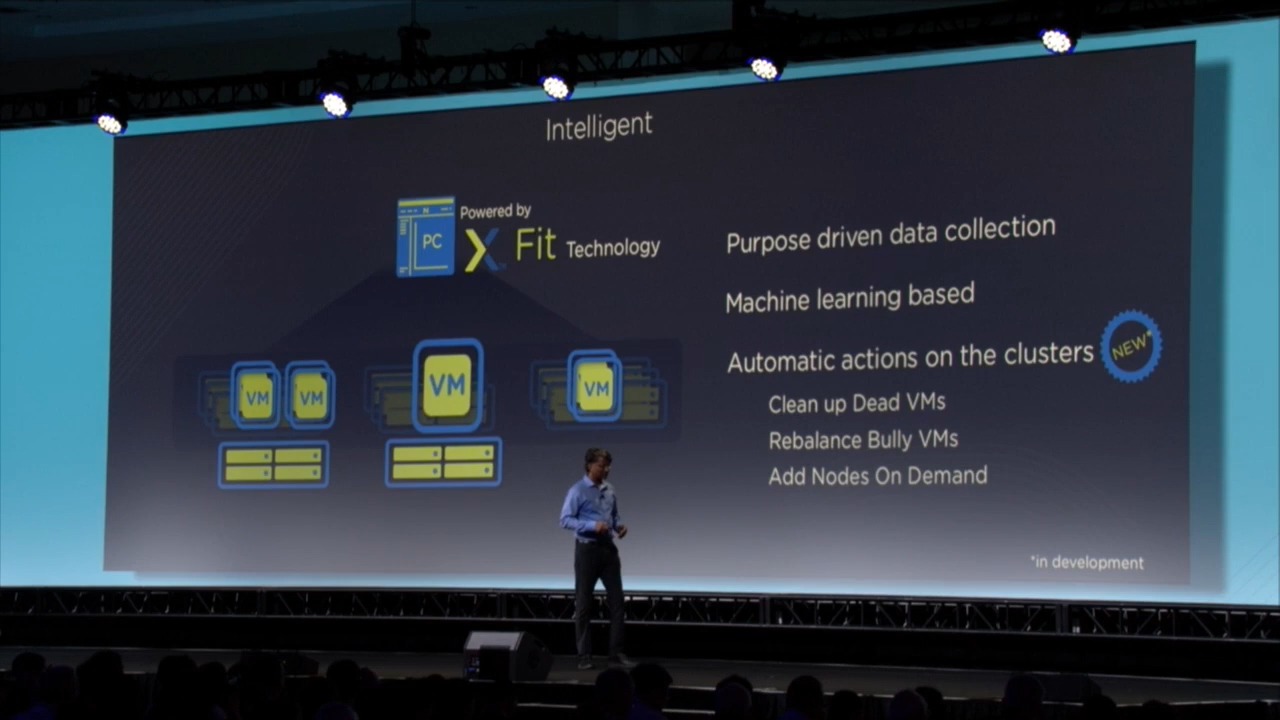 Intelligent
N
PC
Powered by
X Fit Technology
VM VM VM VM
Purpose driven data collection
Machine learning based
Automatic actions on the clusters NEW*
Clean up Dead VMs
Rebalance Bully VMs
Add Nodes On Demand
*in development